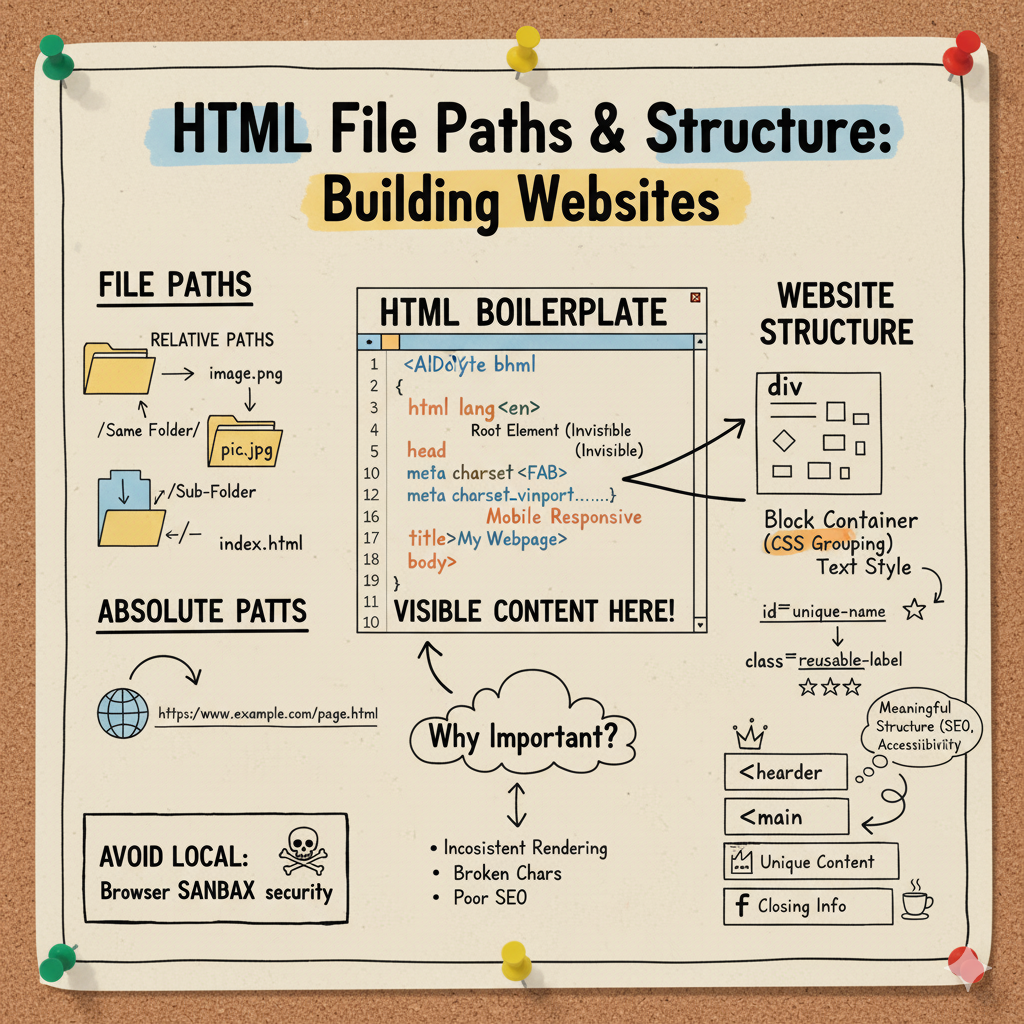 HTML File Paths & Structure:
Building Websites
FILE PATHS
RELATIVE PATHS
image.png
/Same Folder/
pic.jpg
/Sub-Folder
</–
index.html
ABSOLUTE PATTS
https:/www.example.com/page.html
AVOID LOCAL:
Browser SANBAX security
HTML BOILERPLATE
1 bhml
2 {
3 html lang<en>
4 Root Element (Invisible
5 head (Invisible)
10 meta charset <FAB>
12 meta charset_vinport.......}
16 Mobile Responsive
17 title>My Webpage>
18 body>
19 }
11 VISIBLE CONTENT HERE!
10
Why Important?
• Incosistent Rendering
• Broken Chars
• Poor SEO
WEBSITE
STRUCTURE
div
Block Container
(CSS Grouping)
Text Style
id=unique-name
class=reusable-label
Meaningful
Structure (SEO,
<hearder
<main
Unique Content
f Closing Info